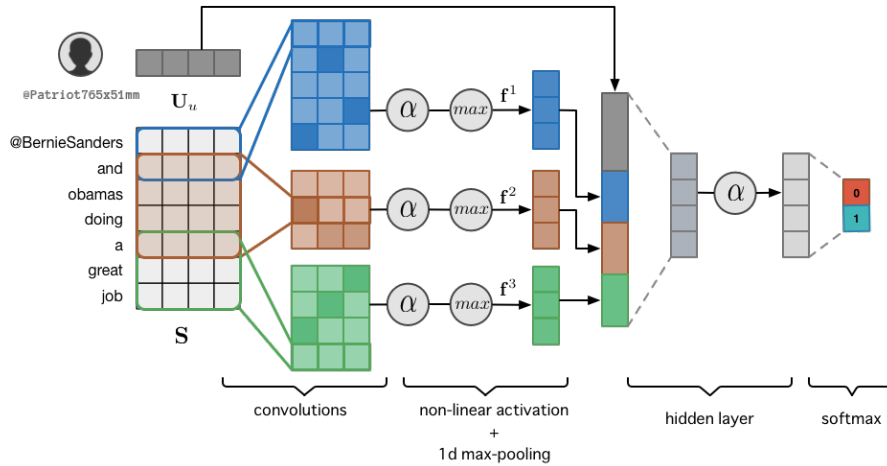 @Patriot765x51mm
U_u
@BernieSanders
and
obamas
doing
a
great
job
S
α
max
f^1
α
max
f^2
α
max
f^3
α
0
1
convolutions
non-linear activation
+
1d max-pooling
hidden layer
softmax